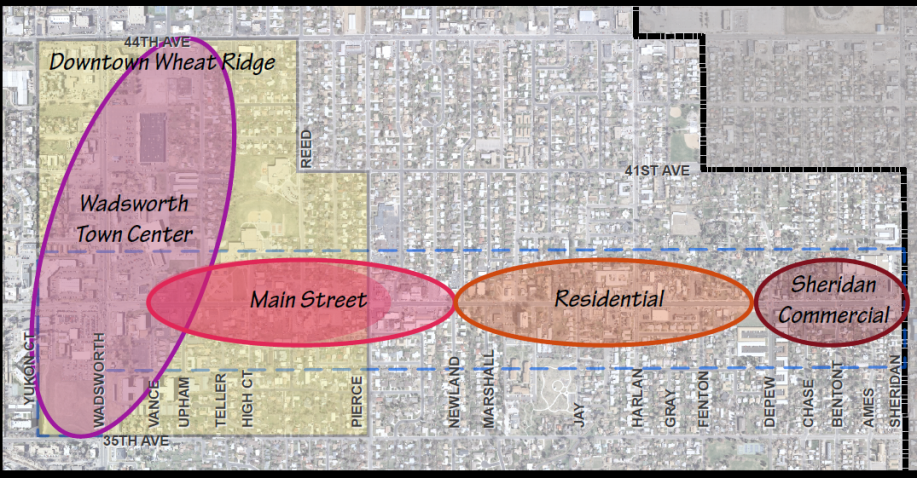 44TH AVE
Downtown Wheat Ridge
REED
41ST AVE
Wadsworth
Town Center
Main Street
Residential
Sheridan
Commercial
YUKON CT
WADSWORTH
VANCE
UPHAM
TELLER
HIGH CT
PIERCE
NEWLAND
MARSHALL
JAY
HARLAN
GRAY
FENTON
DEPEW
CHASE
BENTONT
AMES
SHERIDAN
35TH AVE